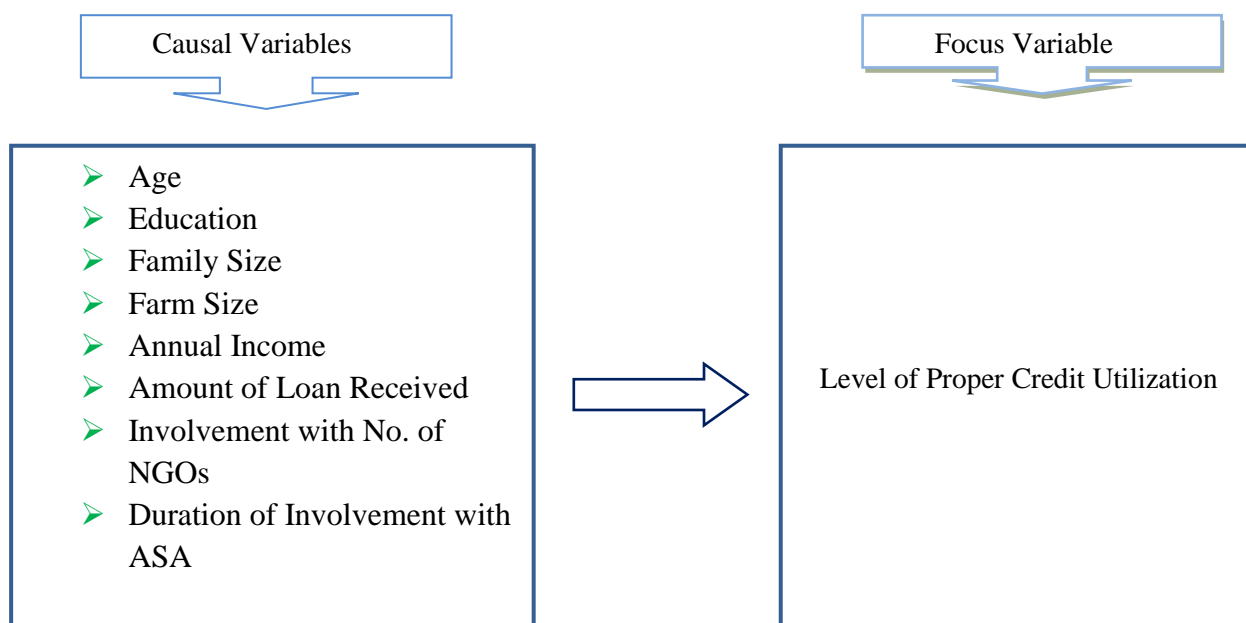 Causal Variables
Focus Variable
Age
Education
Family Size
Farm Size
Annual Income
Amount of Loan Received
Involvement with No. of
NGOs
Duration of Involvement with
ASA
Level of Proper Credit Utilization